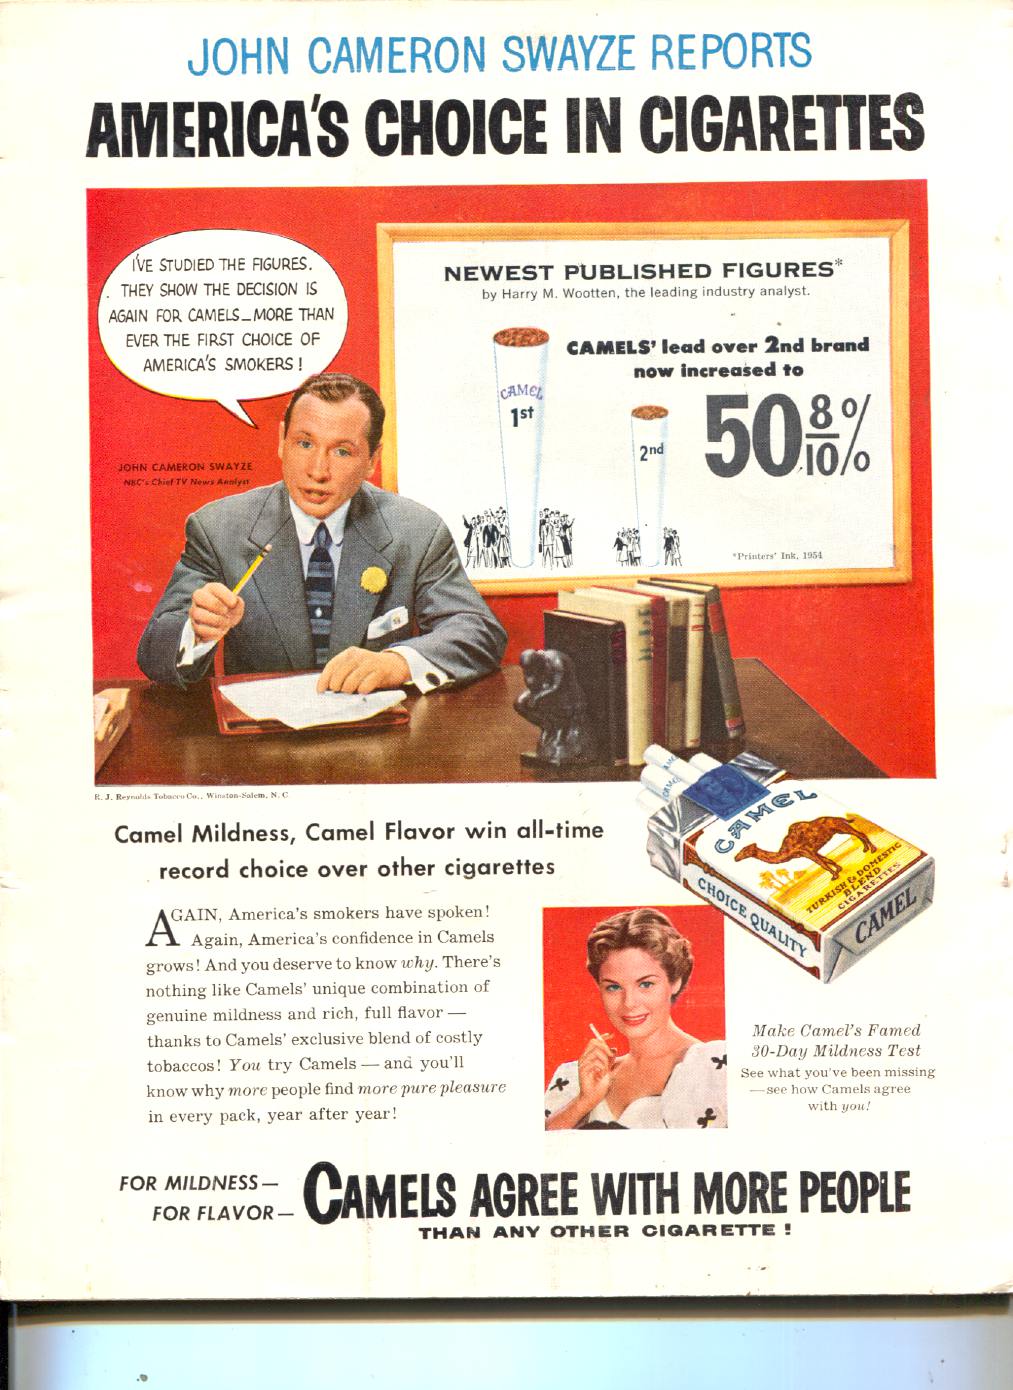 JOHN CAMERON SWAYZE REPORTS
AMERICA'S CHOICE IN CIGARETTES
I'VE STUDIED THE FIGURES.
THEY SHOW THE DECISION IS
AGAIN FOR CAMELS—MORE THAN
EVER THE FIRST CHOICE OF
AMERICA'S SMOKERS!
JOHN CAMERON SWAYZE
NBC's Chief TV News Analyst
NEWEST PUBLISHED FIGURES*
by Harry M. Wootten, the leading industry analyst.
CAMELS' lead over 2nd brand
now increased to
50 8/10%
CAMEL
1st
2nd
*Printers' Ink, 1954
R. J. Reynolds Tobacco Co., Winston-Salem, N. C.
Camel Mildness, Camel Flavor win all-time
record choice over other cigarettes
AGAIN, America's smokers have spoken!
Again, America's confidence in Camels
grows! And you deserve to know why. There's
nothing like Camels' unique combination of
genuine mildness and rich, full flavor —
thanks to Camels' exclusive blend of costly
tobaccos! You try Camels — and you'll
know why more people find more pure pleasure
in every pack, year after year!
CAMEL
CAMEL
CAMEL
CAMEL
TURKISH & DOMESTIC
BLEND
CIGARETTES
CHOICE QUALITY
CAMEL
Make Camel's Famed
30-Day Mildness Test
See what you've been missing
—see how Camels agree
with you!
FOR MILDNESS—
FOR FLAVOR—
CAMELS AGREE WITH MORE PEOPLE
THAN ANY OTHER CIGARETTE!